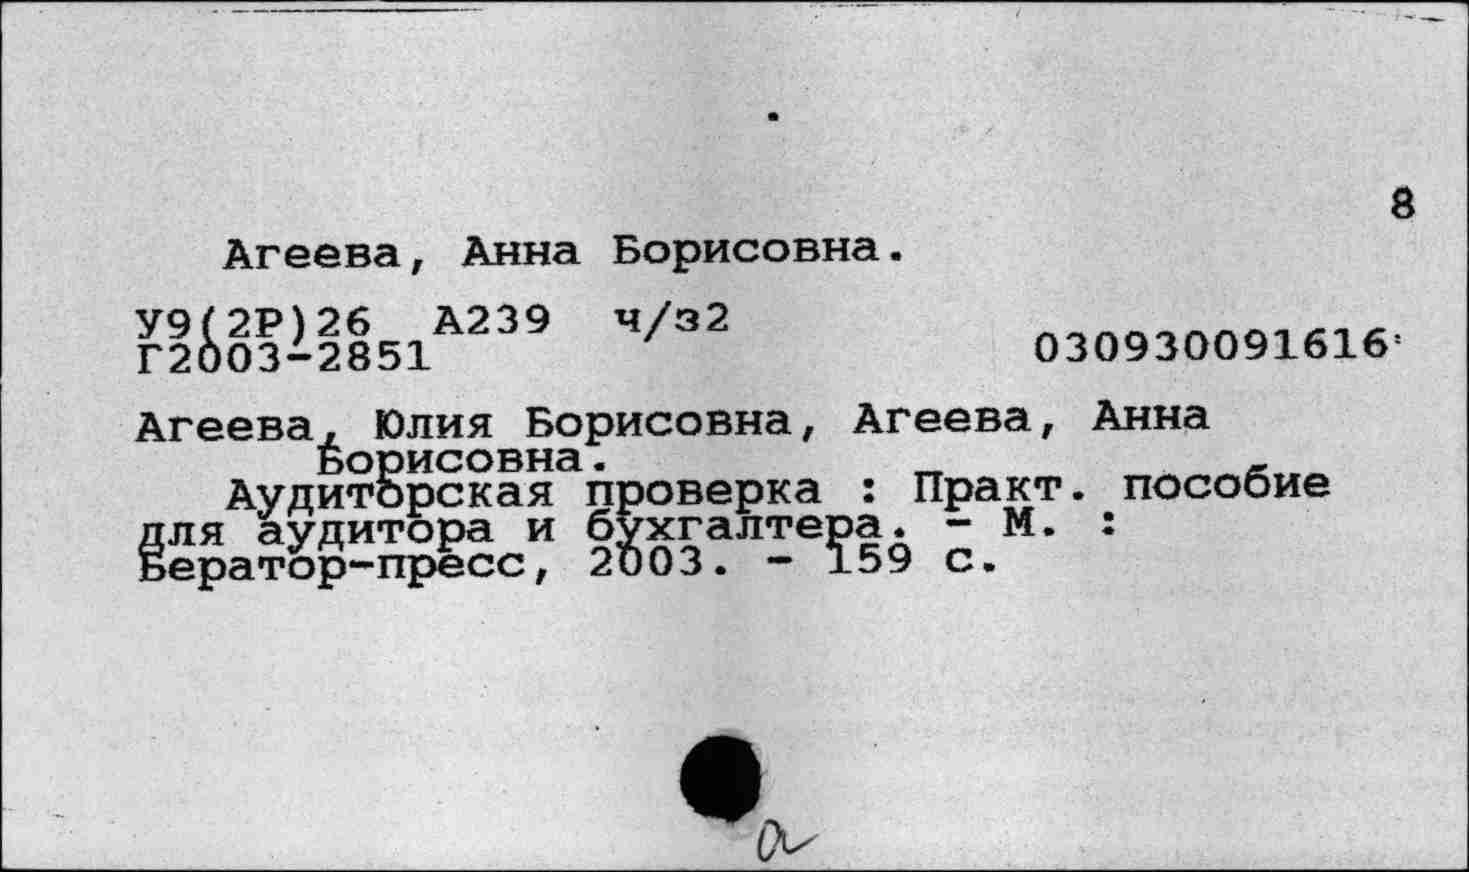 8
Агеева, Анна Борисовна.
У9(2Р)26 А239 ч/з2
Г2003-2851 030930091616
Агеева, Юлия Борисовна, Агеева, Анна
Борисовна.
Аудиторская проверка : Практ. пособие
для аудитора и бухгалтера. - М. :
Бератор-пресс, 2003. - 159 с.